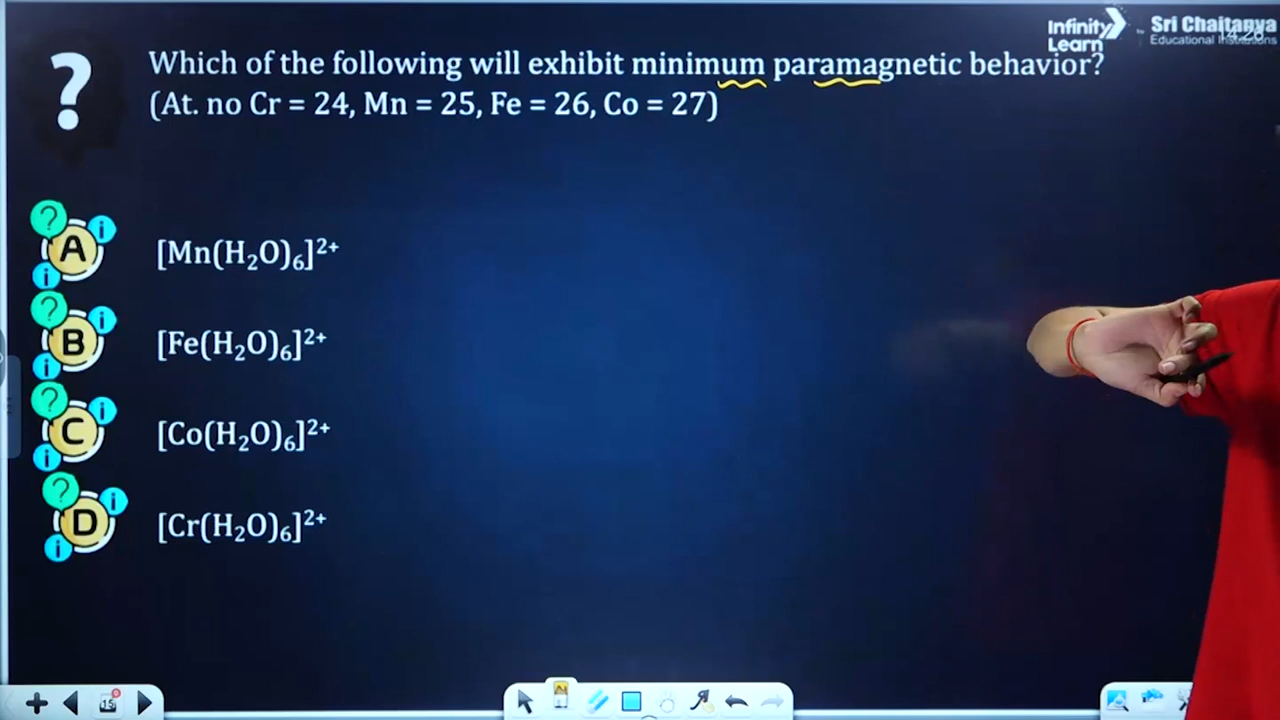 Infinity Learn
by Sri Chaitanya
Educational Institutions
?
Which of the following will exhibit minimum paramagnetic behavior?
(At. no Cr = 24, Mn = 25, Fe = 26, Co = 27)
A [Mn(H₂O)₆]²⁺
B [Fe(H₂O)₆]²⁺
C [Co(H₂O)₆]²⁺
D [Cr(H₂O)₆]²⁺
15